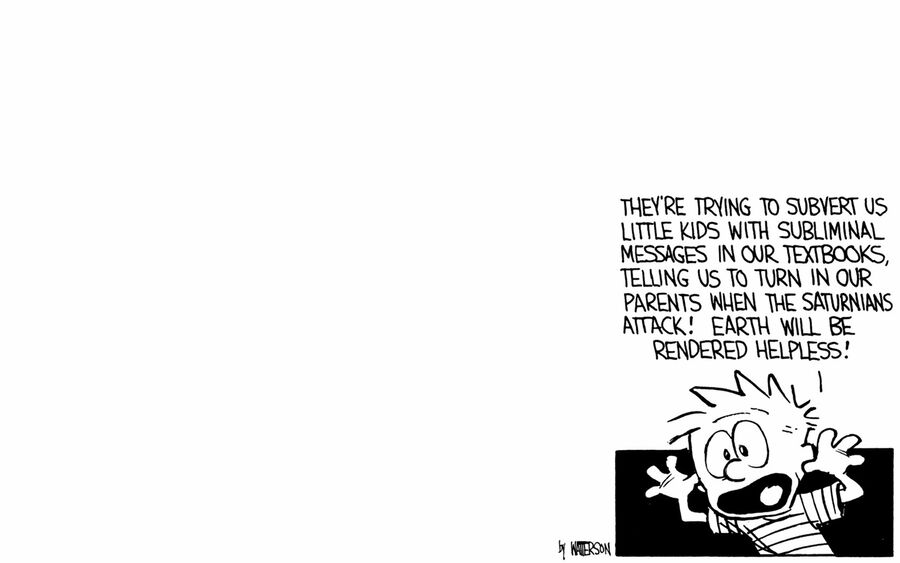 THEY'RE TRYING TO SUBVERT US
LITTLE KIDS WITH SUBLIMINAL
MESSAGES IN OUR TEXTBOOKS,
TELLING US TO TURN IN OUR
PARENTS WHEN THE SATURNIANS
ATTACK! EARTH WILL BE
RENDERED HELPLESS!
by WATTERSON